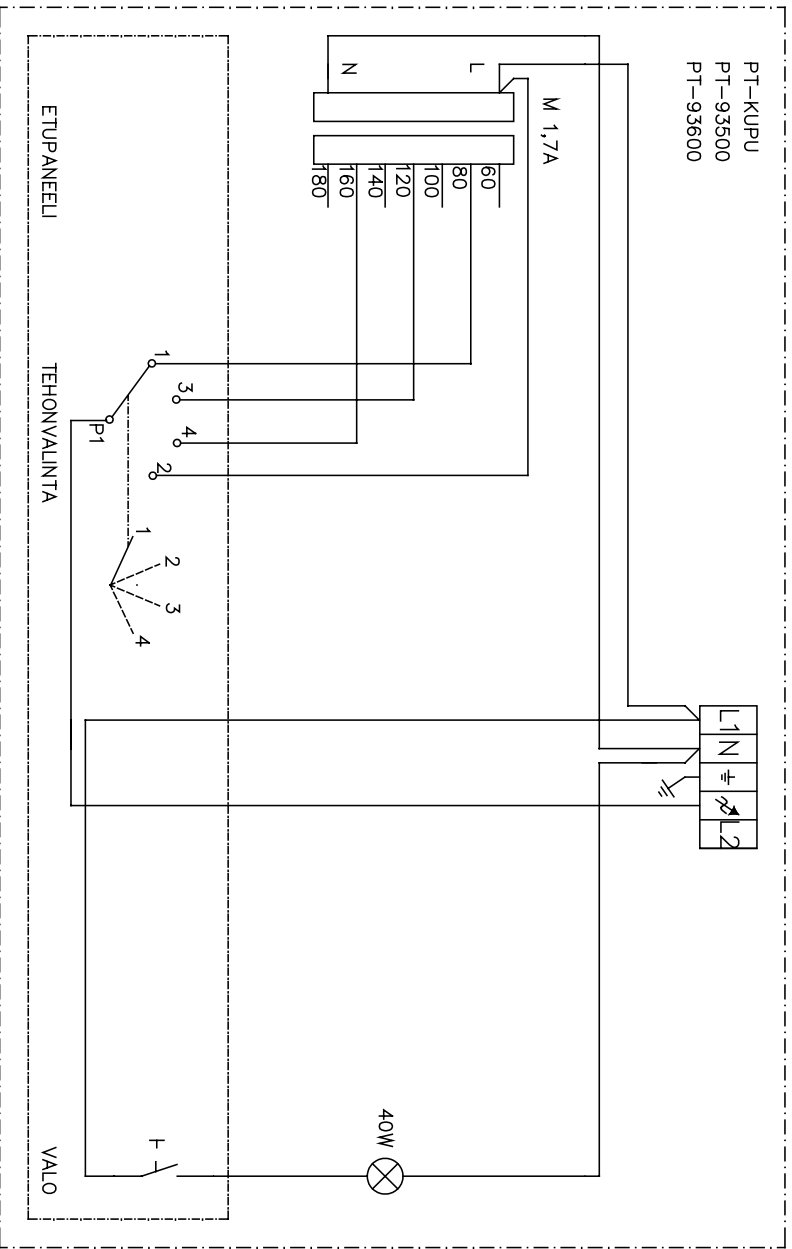 PT-KUPU
PT-93500
PT-93600
M 1,7A
L
N
60
80
100
120
140
160
180
1
3
4
2
P1
1
2
3
4
L1
N
L2
40W
ETUPANEELI
TEHONVALINTA
VALO